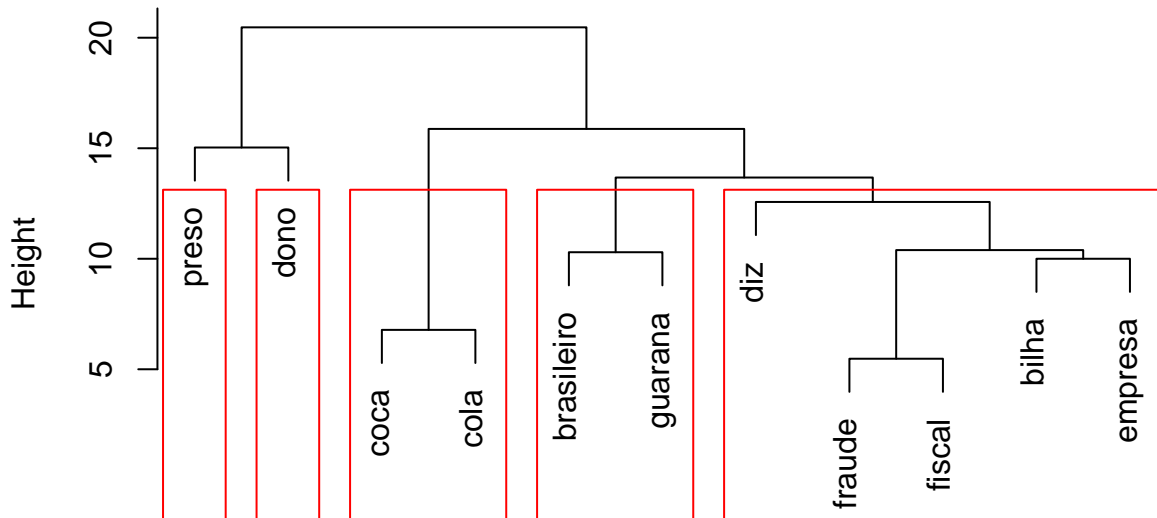 Height
20
15
10
5
preso
dono
coca
cola
brasileiro
guarana
diz
fraude
fiscal
bilha
empresa